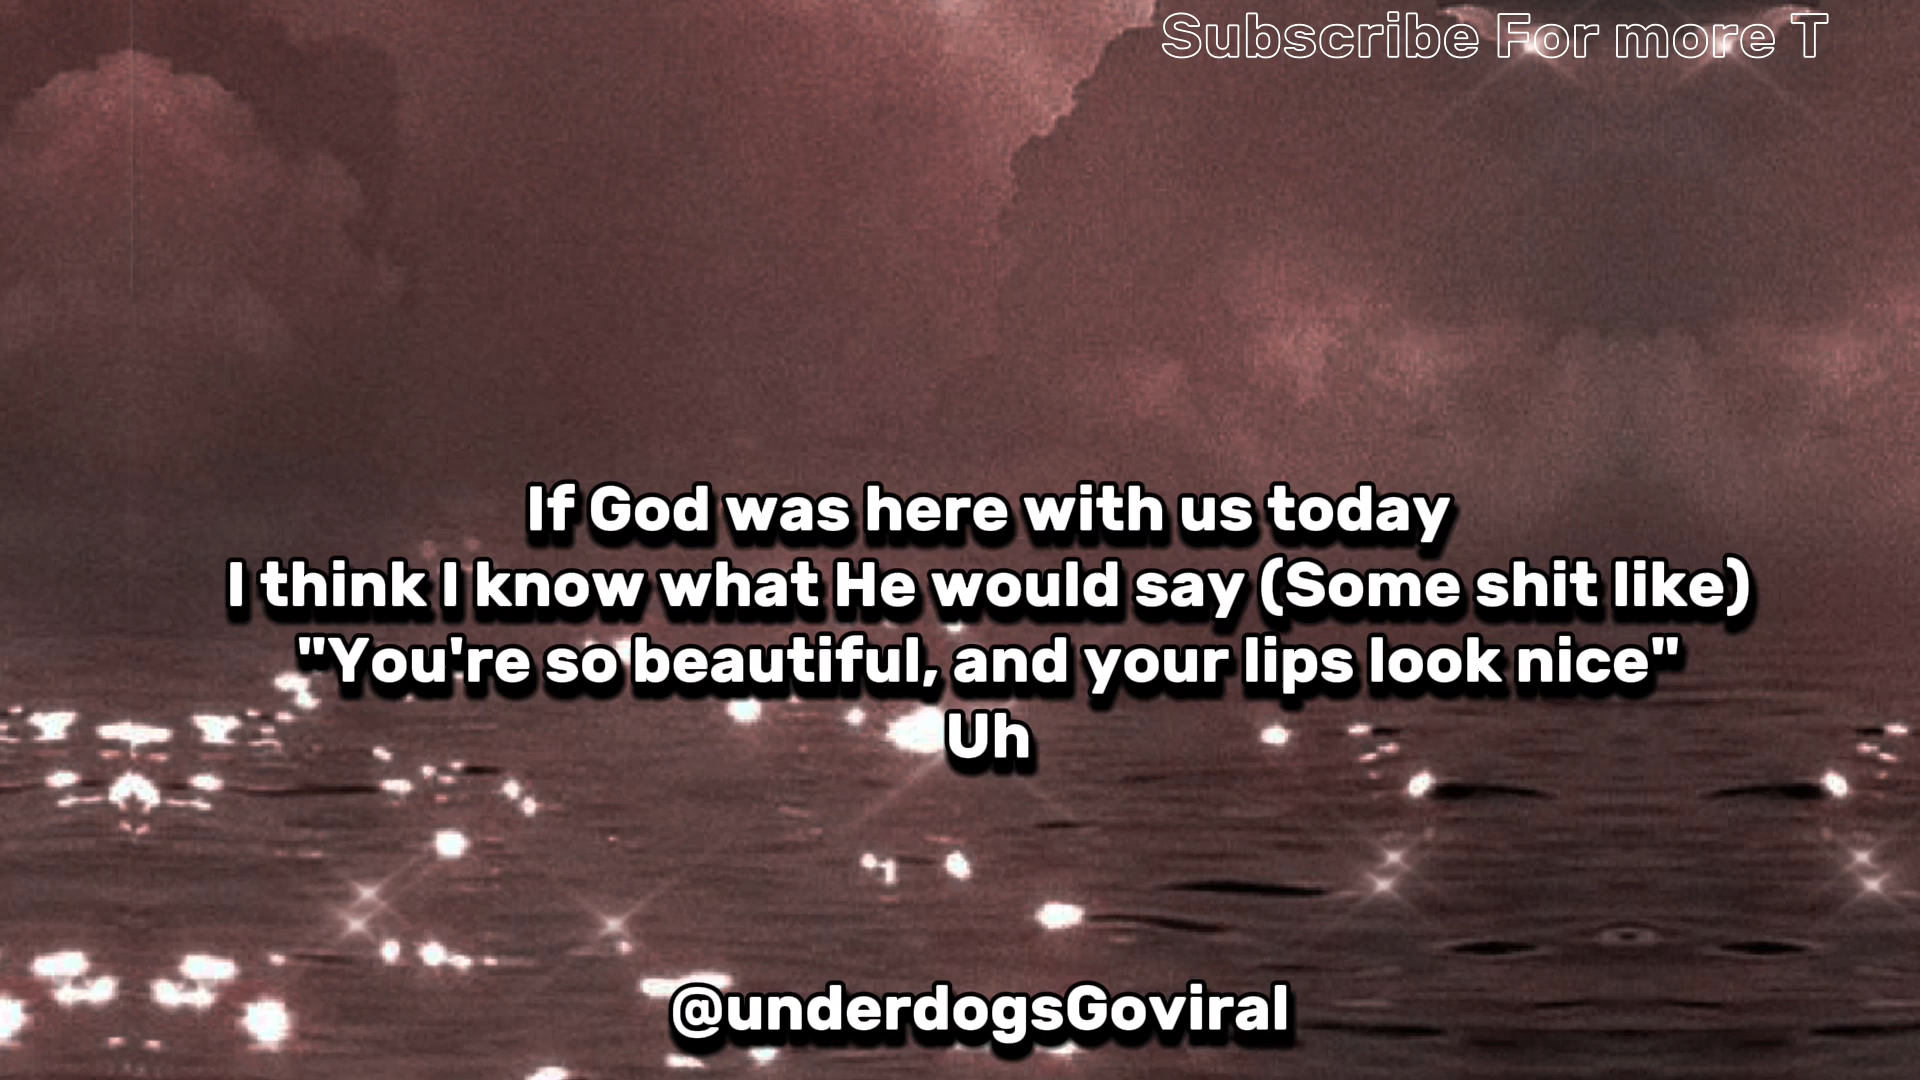 Subscribe For more T
If God was here with us today
I think I know what He would say (Some shit like)
"You're so beautiful, and your lips look nice"
Uh
@underdogsGoviral